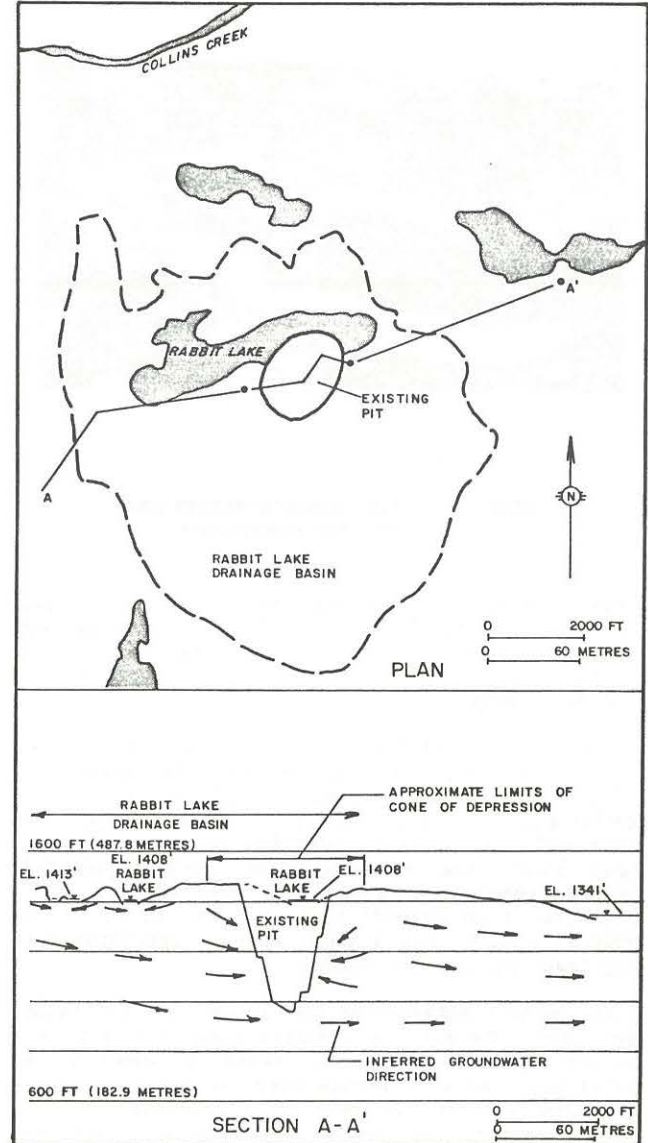 COLLINS CREEK
A'
RABBIT LAKE
EXISTING
PIT
A
N
RABBIT LAKE
DRAINAGE BASIN
0 2000 FT
0 60 METRES
PLAN
APPROXIMATE LIMITS OF
CONE OF DEPRESSION
RABBIT LAKE
DRAINAGE BASIN
1600 FT (487.8 METRES)
EL. 1408'
EL. 1413'
RABBIT
LAKE
RABBIT
LAKE
EL. 1408'
EL. 1341'
EXISTING
PIT
INFERRED GROUNDWATER
DIRECTION
600 FT (182.9 METRES)
SECTION A-A'
0 2000 FT
0 60 METRES